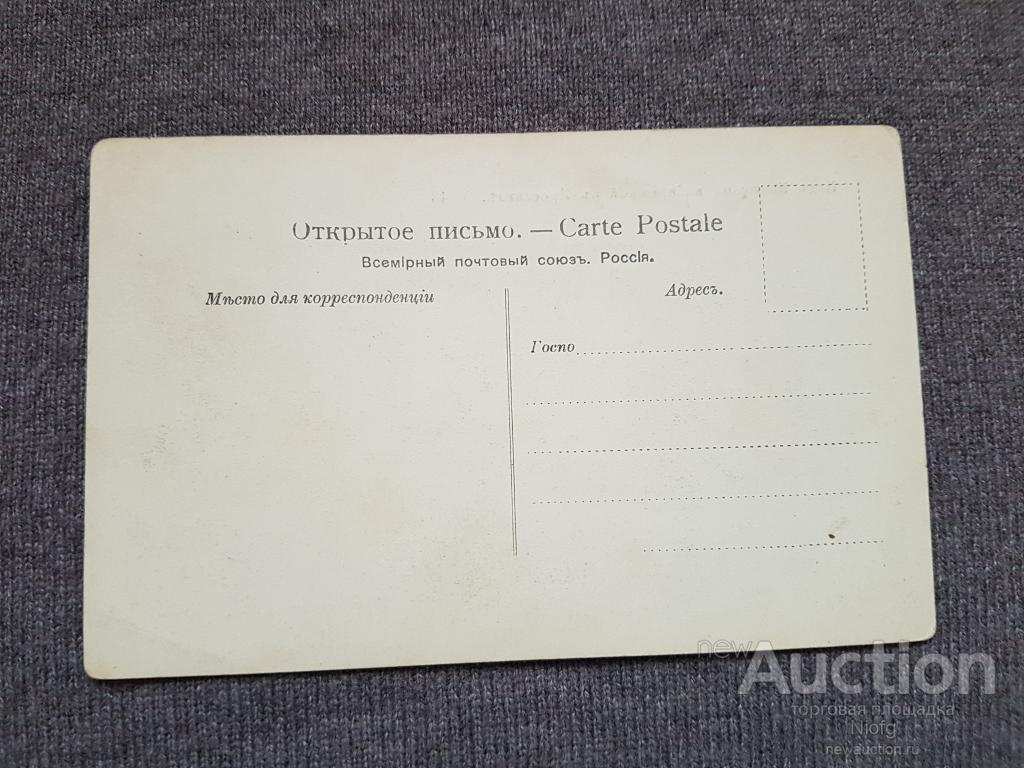 Открытое письмо. — Carte Postale
Всемірный почтовый союзъ. Россія.
Мѣсто для корреспонденціи
Адресъ.
Госпо
newAuction
торговая площадка
Niofg
newauction.ru